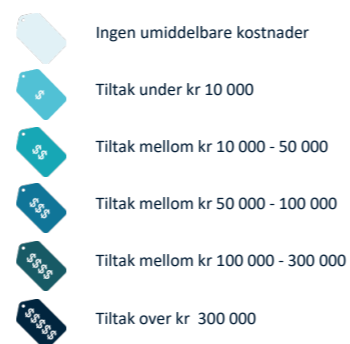 Ingen umiddelbare kostnader
$ Tiltak under kr 10 000
$$ Tiltak mellom kr 10 000 - 50 000
$$$ Tiltak mellom kr 50 000 - 100 000
$$$$ Tiltak mellom kr 100 000 - 300 000
$$$$$ Tiltak over kr 300 000